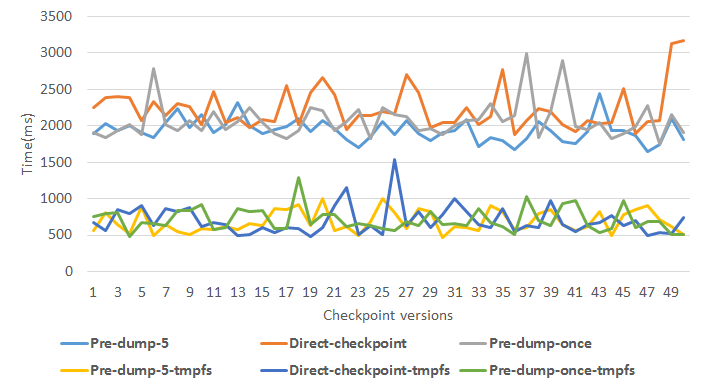 3500
3000
2500
2000
1500
1000
500
0
Time(ms)
1 3 5 7 9 11 13 15 17 19 21 23 25 27 29 31 33 35 37 39 41 43 45 47 49
Checkpoint versions
Pre-dump-5 Direct-checkpoint Pre-dump-once
Pre-dump-5-tmpfs Direct-checkpoint-tmpfs Pre-dump-once-tmpfs